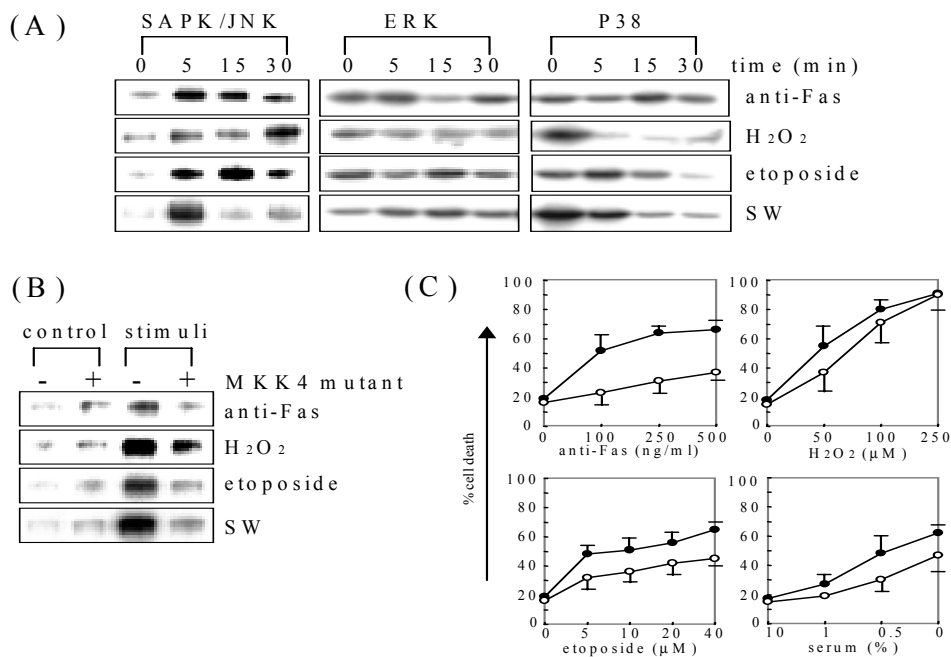 (A)
SAPK/JNK ERK P38
0 5 15 30 0 5 15 30 0 5 15 30 time (min)
anti-Fas
H₂O₂
etoposide
SW
(B)
control stimuli
- + - + MKK4 mutant
anti-Fas
H₂O₂
etoposide
SW
(C)
% cell death
100
80
60
40
20
0
0 100 250 500
anti-Fas (ng/ml)
100
80
60
40
20
0
0 50 100 250
H₂O₂ (μM)
100
80
60
40
20
0
0 5 10 20 40
etoposide (μM)
100
80
60
40
20
0
10 1 0.5 0
serum (%)